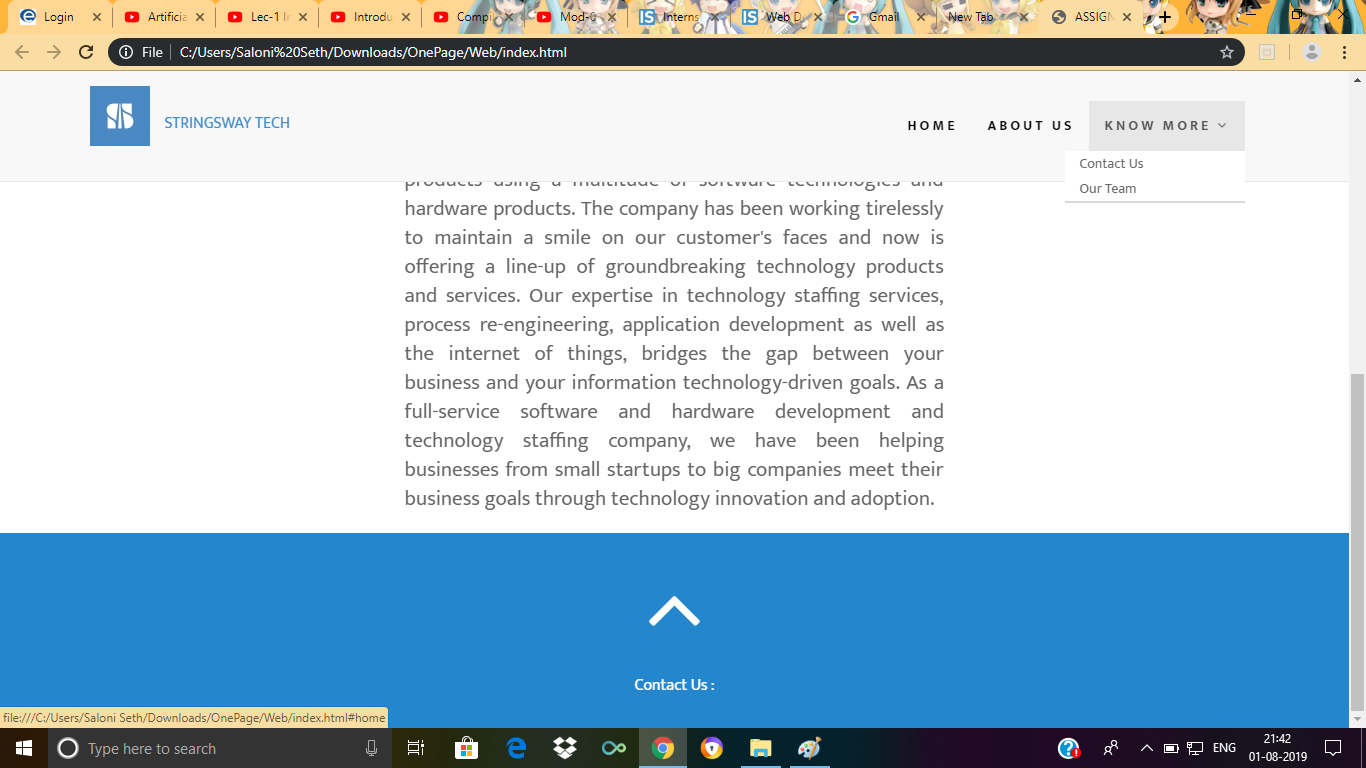 Login
Artificia
Lec-1 I
Introdu
Compi
Mod-0
Interns
Web D
Gmail
New Tab
ASSIGN
File
C:/Users/Saloni%20Seth/Downloads/OnePage/Web/index.html
STRINGSWAY TECH
HOME
ABOUT US
KNOW MORE
Contact Us
Our Team
products using a multitude of software technologies and
hardware products. The company has been working tirelessly
to maintain a smile on our customer's faces and now is
offering a line-up of groundbreaking technology products
and services. Our expertise in technology staffing services,
process re-engineering, application development as well as
the internet of things, bridges the gap between your
business and your information technology-driven goals. As a
full-service software and hardware development and
technology staffing company, we have been helping
businesses from small startups to big companies meet their
business goals through technology innovation and adoption.
Contact Us :
file:///C:/Users/Saloni Seth/Downloads/OnePage/Web/index.html#home
Type here to search
ENG
21:42
01-08-2019